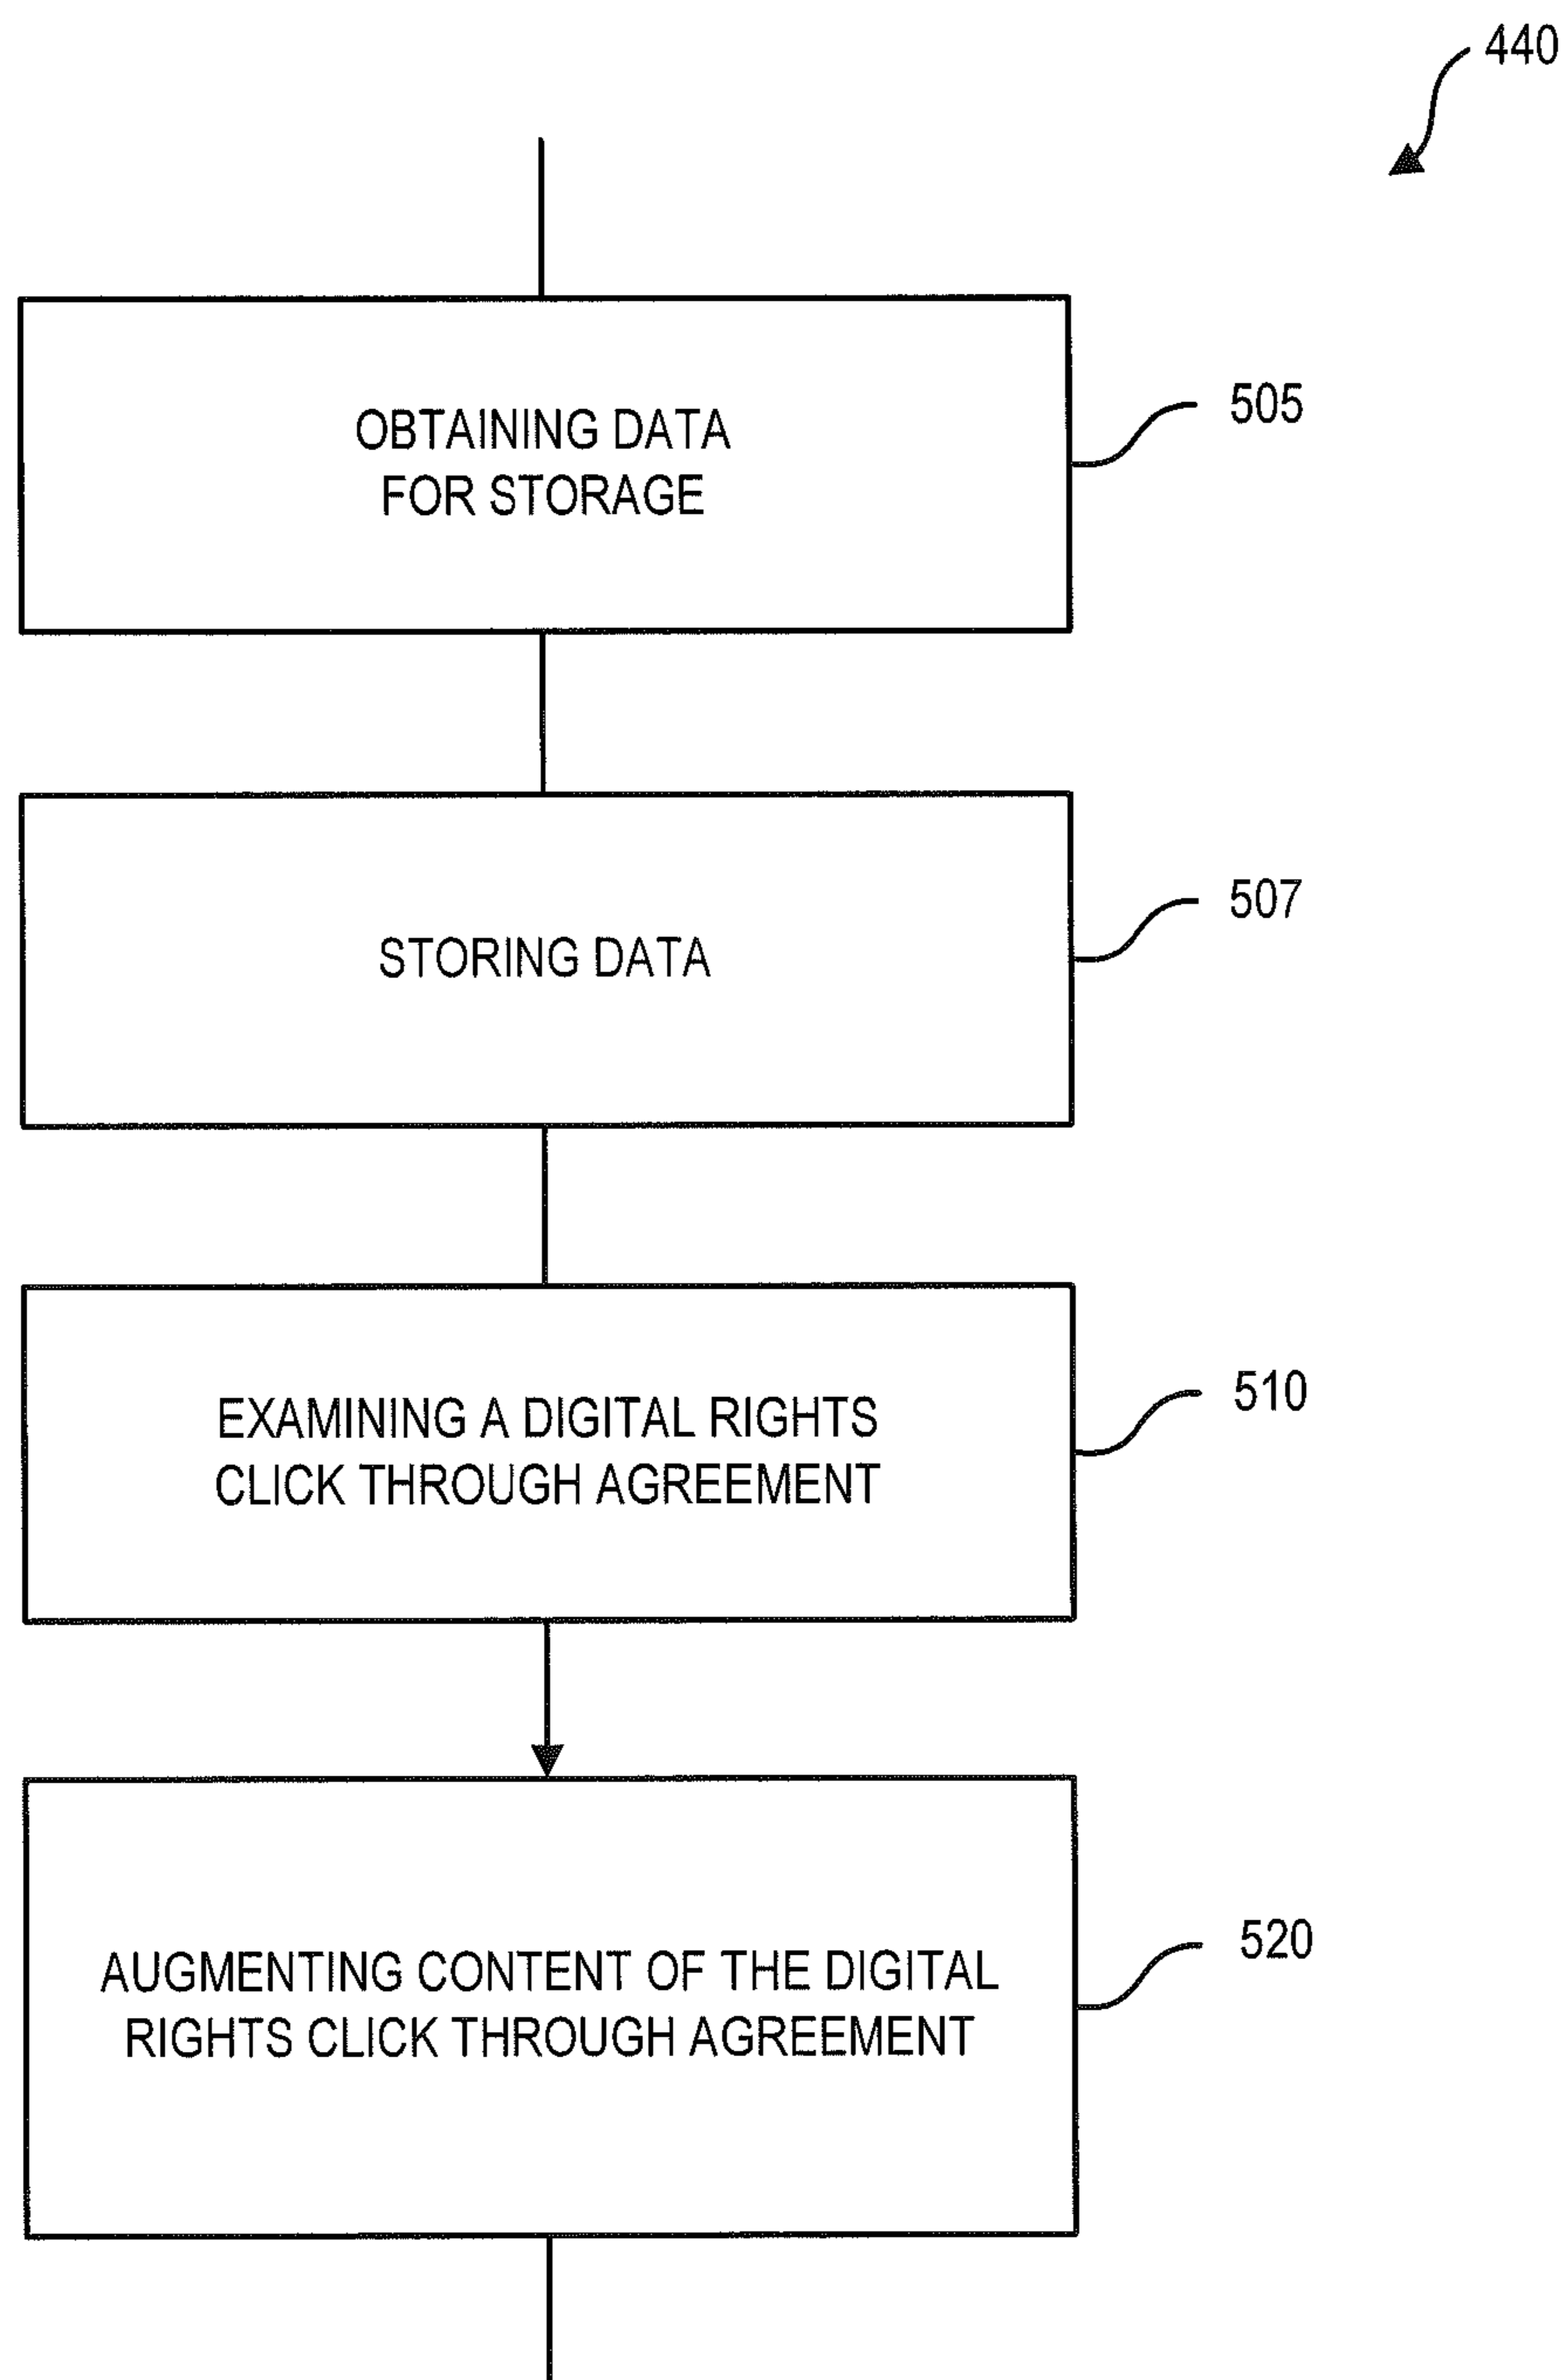 440
OBTAINING DATA
FOR STORAGE
505
STORING DATA
507
EXAMINING A DIGITAL RIGHTS
CLICK THROUGH AGREEMENT
510
AUGMENTING CONTENT OF THE DIGITAL
RIGHTS CLICK THROUGH AGREEMENT
520